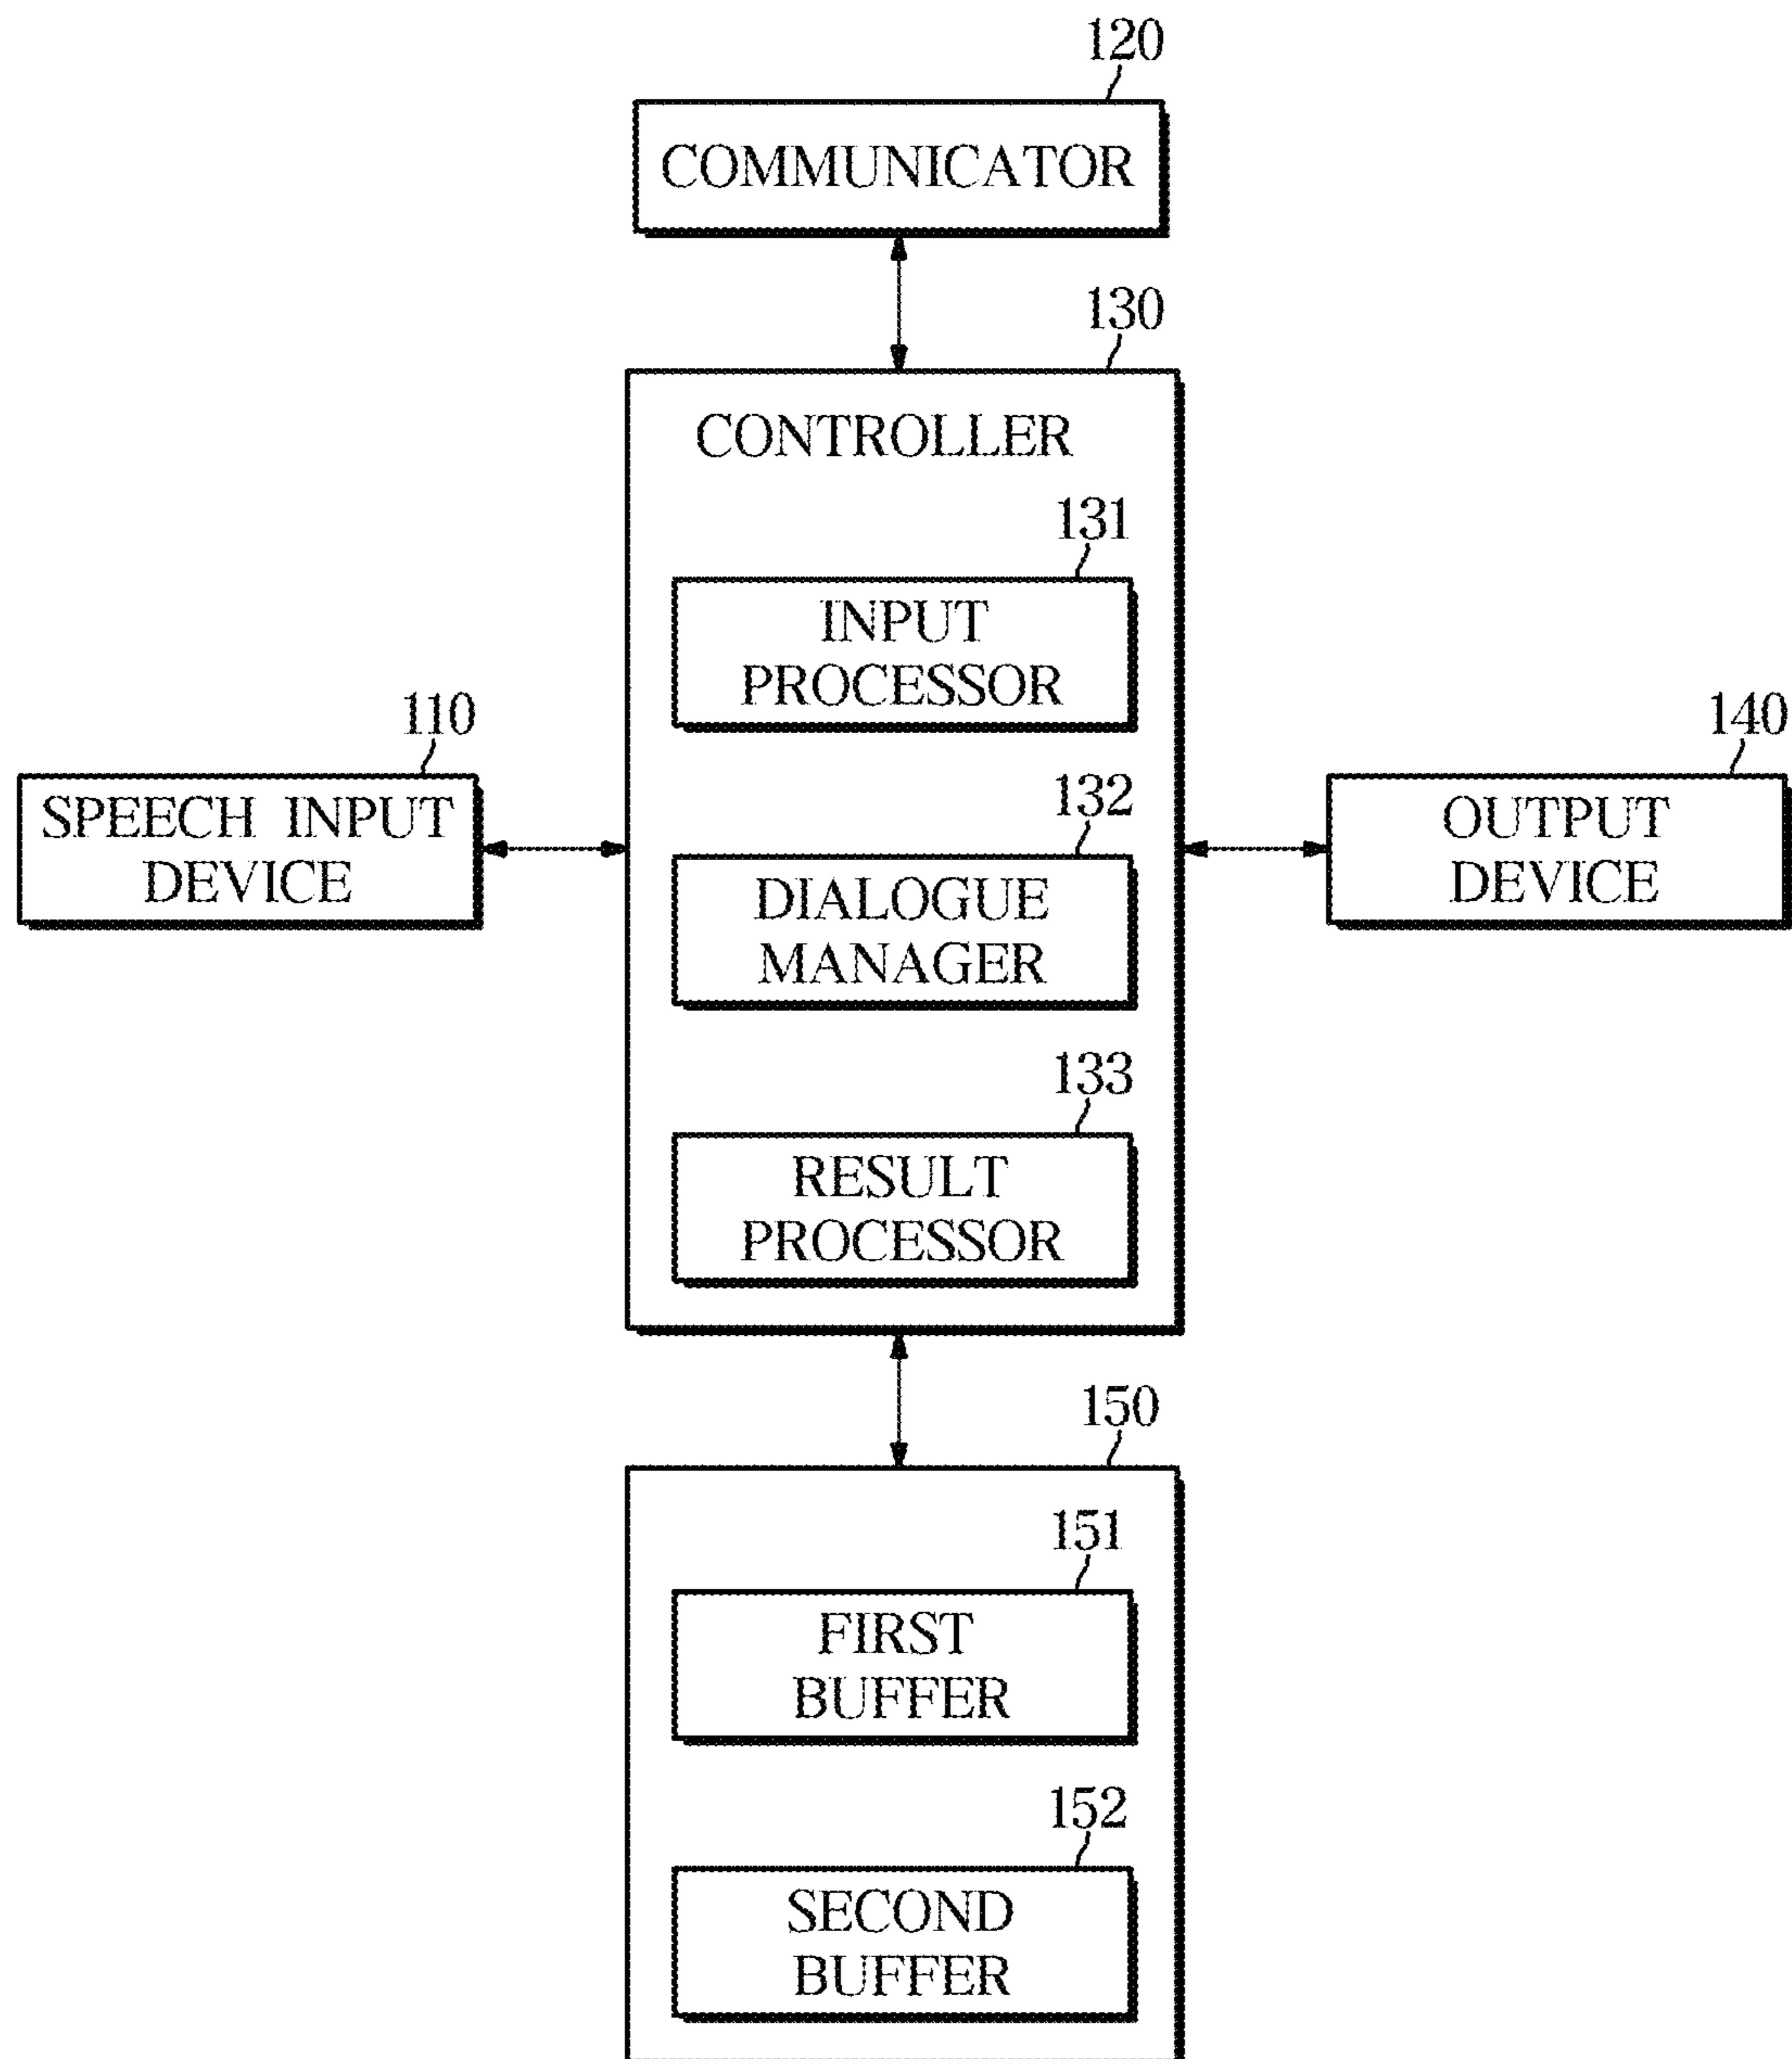 120
COMMUNICATOR
130
CONTROLLER
131
INPUT
PROCESSOR
110
SPEECH INPUT
DEVICE
132
DIALOGUE
MANAGER
140
OUTPUT
DEVICE
133
RESULT
PROCESSOR
150
151
FIRST
BUFFER
152
SECOND
BUFFER